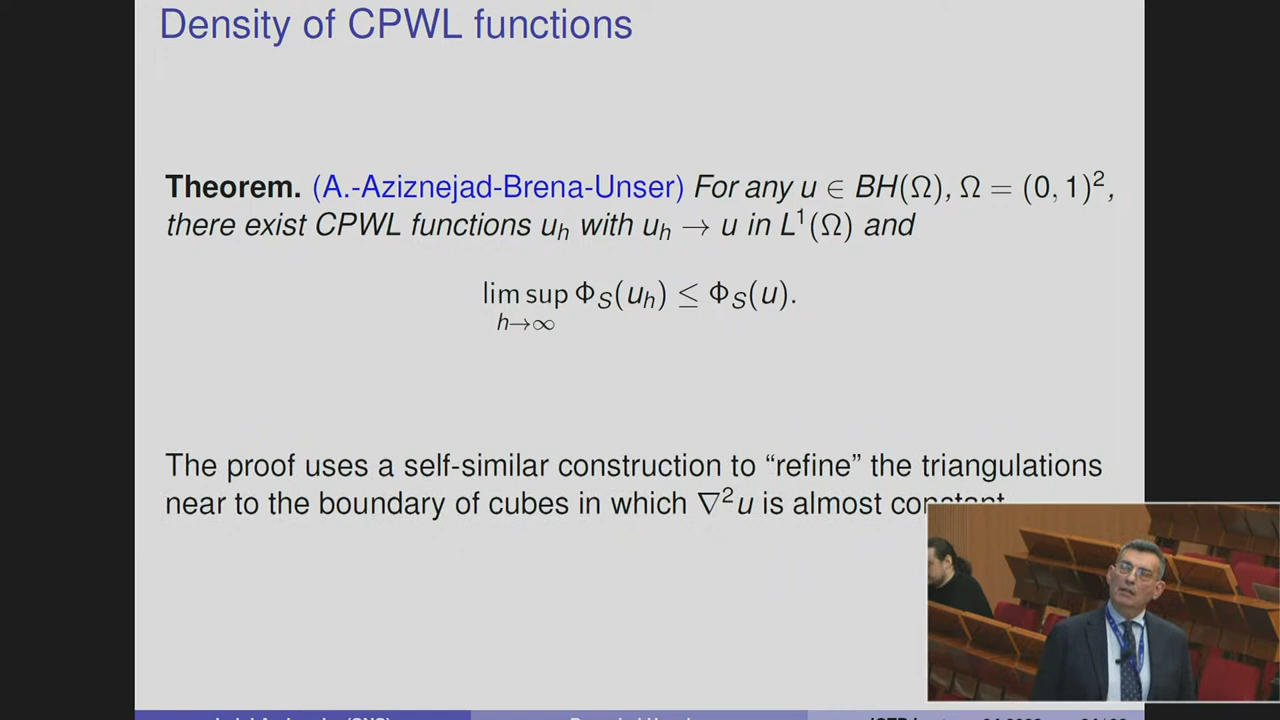 Density of CPWL functions
Theorem. (A.-Aziznejad-Brena-Unser) For any u ∈ BH(Ω), Ω = (0, 1)²,
there exist CPWL functions u_h with u_h → u in L¹(Ω) and
lim sup Φ_S(u_h) ≤ Φ_S(u).
h→∞
The proof uses a self-similar construction to “refine” the triangulations
near to the boundary of cubes in which ∇²u is almost constant